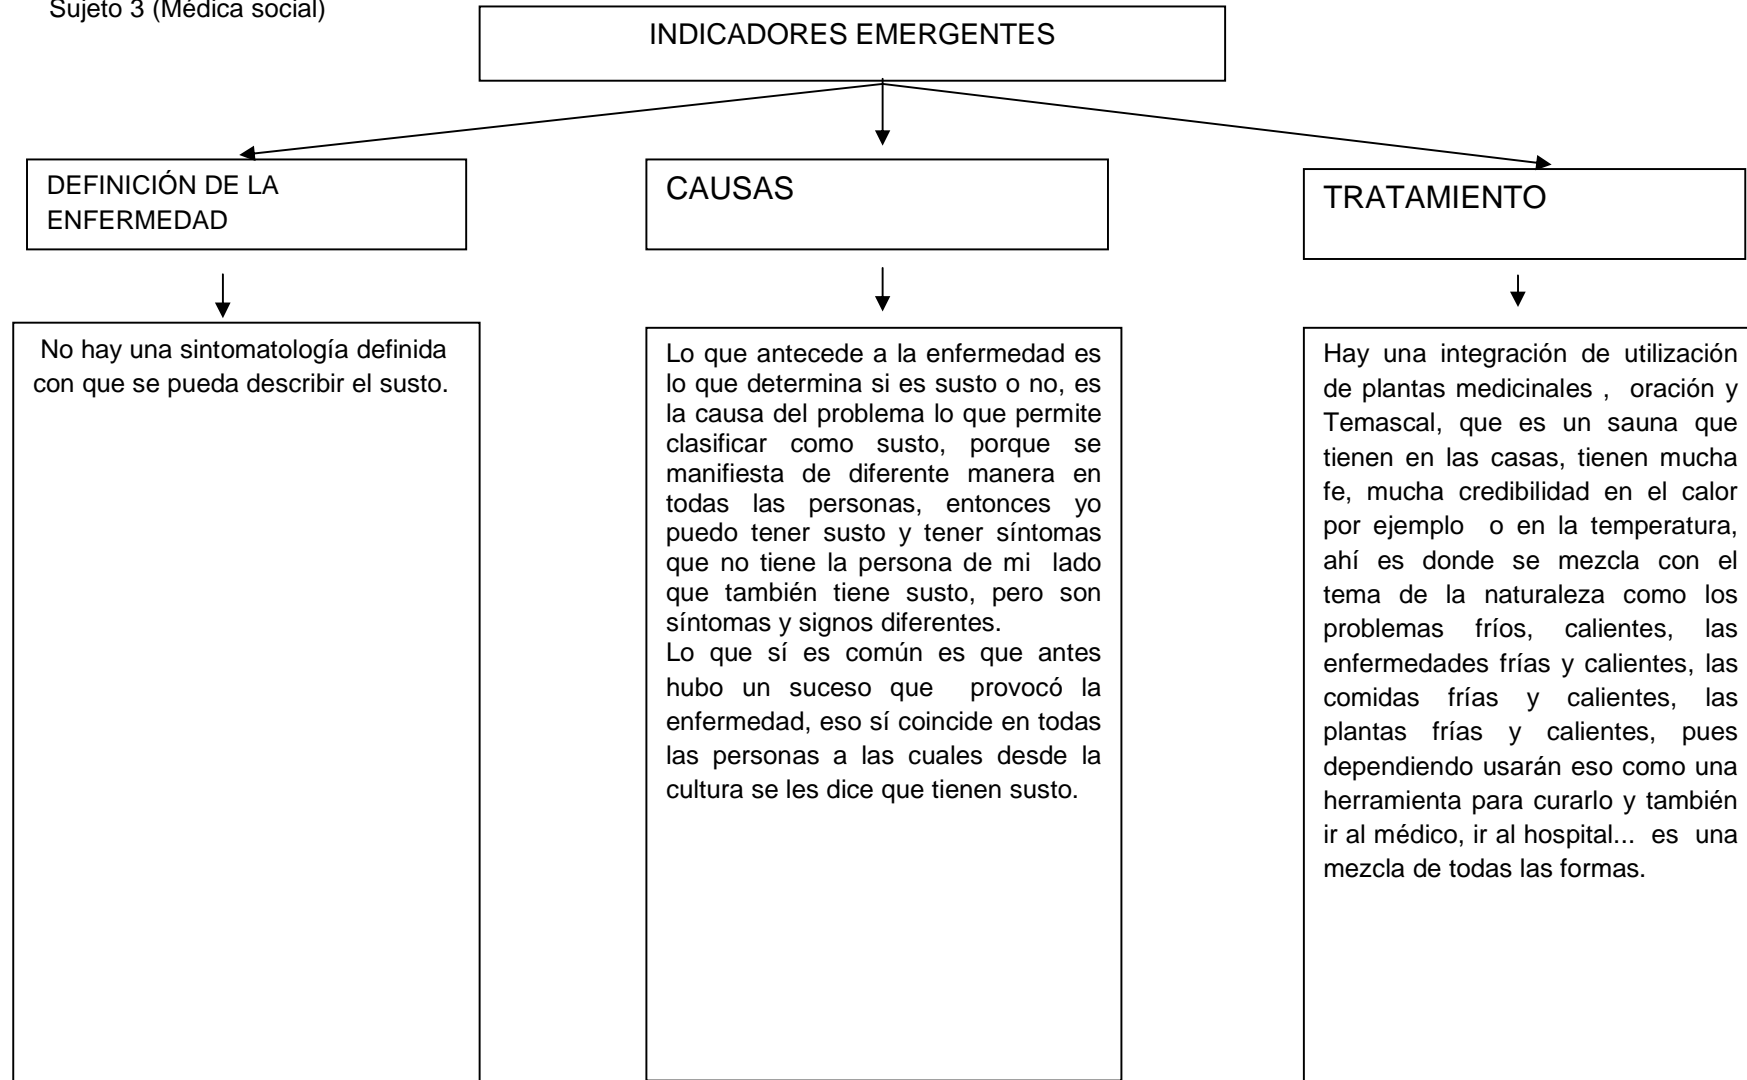 Sujeto 3 (Médica social)
INDICADORES EMERGENTES
DEFINICIÓN DE LA
ENFERMEDAD
CAUSAS
TRATAMIENTO
No hay una sintomatología definida
con que se pueda describir el susto.
Lo que antecede a la enfermedad es
lo que determina si es susto o no, es
la causa del problema lo que permite
clasificar como susto, porque se
manifiesta de diferente manera en
todas las personas, entonces yo
puedo tener susto y tener síntomas
que no tiene la persona de mi lado
que también tiene susto, pero son
síntomas y signos diferentes.
Lo que sí es común es que antes
hubo un suceso que provocó la
enfermedad, eso sí coincide en todas
las personas a las cuales desde la
cultura se les dice que tienen susto.
Hay una integración de utilización
de plantas medicinales , oración y
Temascal, que es un sauna que
tienen en las casas, tienen mucha
fe, mucha credibilidad en el calor
por ejemplo o en la temperatura,
ahí es donde se mezcla con el
tema de la naturaleza como los
problemas fríos, calientes, las
enfermedades frías y calientes, las
comidas frías y calientes, las
plantas frías y calientes, pues
dependiendo usarán eso como una
herramienta para curarlo y también
ir al médico, ir al hospital... es una
mezcla de todas las formas.